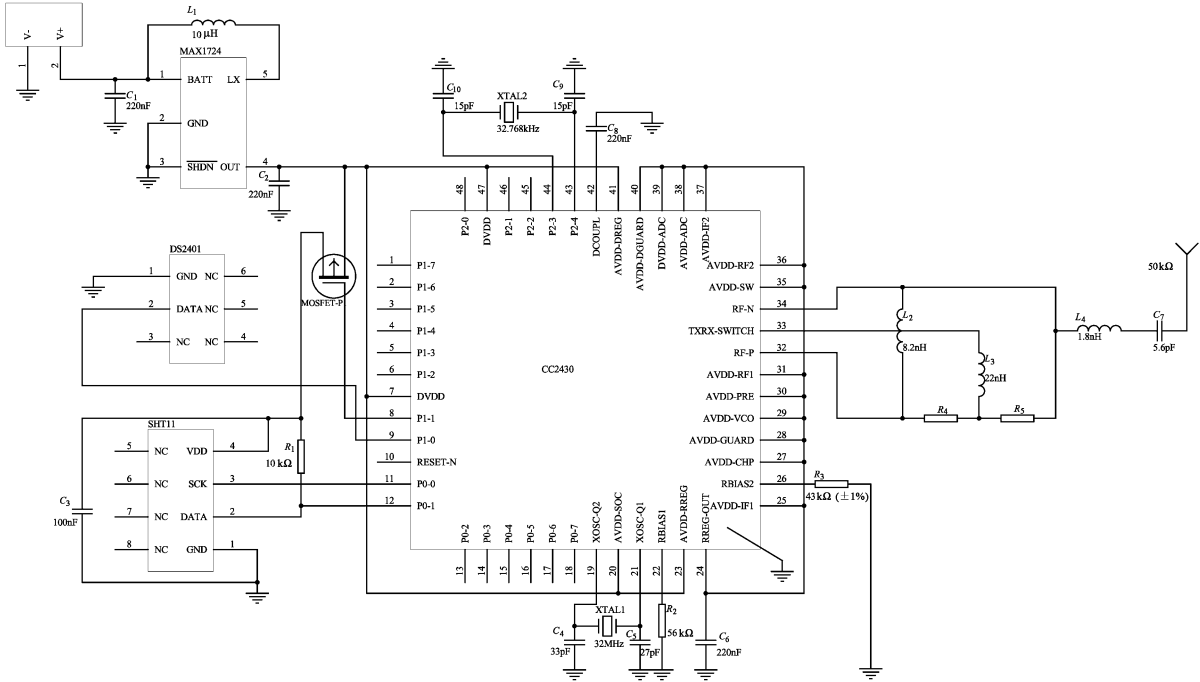 V-
V+
1
2
L1
10 μH
MAX1724
1
BATT
LX
5
2
GND
3
SHDN
OUT
4
C1
220nF
C2
220nF
C10
15pF
XTAL2
32.768kHz
C9
15pF
C8
220nF
48
47
46
45
44
43
42
41
40
39
38
37
P2-0
DVDD
P2-1
P2-2
P2-3
P2-4
DCOUPL
AVDD-DREG
AVDD-DGUARD
DVDD-ADC
AVDD-ADC
AVDD-IF2
DS2401
1
GND
NC
6
2
DATA
NC
5
3
NC
NC
4
MOSFET-P
1
P1-7
2
P1-6
3
P1-5
4
P1-4
5
P1-3
6
P1-2
7
DVDD
8
P1-1
9
P1-0
10
RESET-N
11
P0-0
12
P0-1
CC2430
AVDD-RF2
36
AVDD-SW
35
RF-N
34
TXRX-SWITCH
33
RF-P
32
AVDD-RF1
31
AVDD-PRE
30
AVDD-VCO
29
AVDD-GUARD
28
AVDD-CHP
27
RBIAS2
26
AVDD-IF1
25
50kΩ
L2
8.2nH
L3
22nH
L4
1.8nH
C7
5.6pF
R4
R5
R3
43kΩ (±1%)
SHT11
5
NC
VDD
4
6
NC
SCK
3
7
NC
DATA
2
8
NC
GND
1
R1
10 kΩ
C3
100nF
P0-2
P0-3
P0-4
P0-5
P0-6
P0-7
XOSC-Q2
AVDD-SOC
XOSC-Q1
RBIAS1
AVDD-RREG
RREG-OUT
13
14
15
16
17
18
19
20
21
22
23
24
C4
33pF
XTAL1
32MHz
C5
27pF
R2
56kΩ
C6
220nF